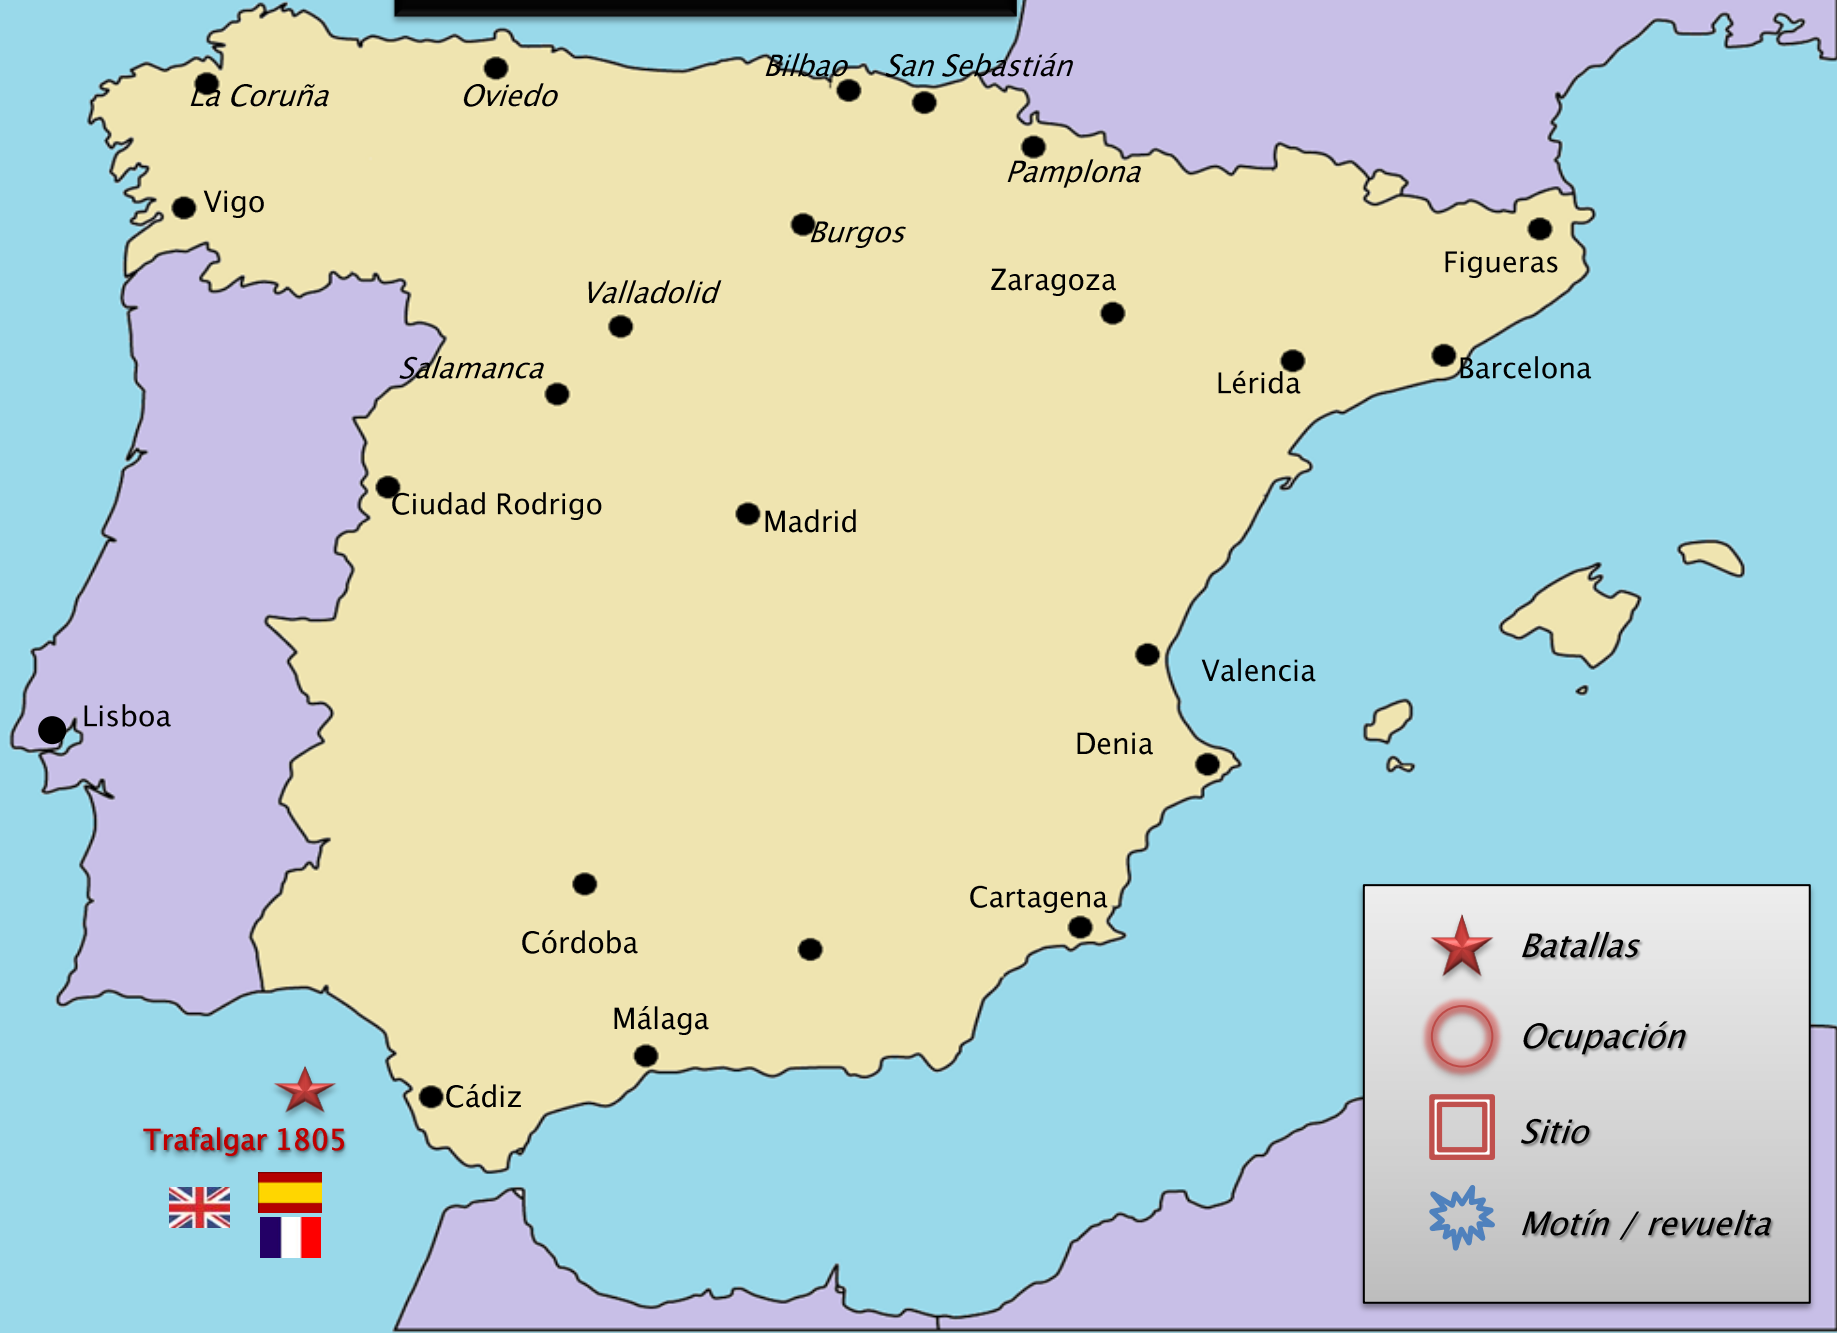 Bilbao
San Sebastián
La Coruña
Oviedo
Pamplona
Vigo
Burgos
Figueras
Zaragoza
Valladolid
Salamanca
Barcelona
Lérida
Ciudad Rodrigo
Madrid
Valencia
Lisboa
Denia
Cartagena
Córdoba
Málaga
Cádiz
Trafalgar 1805
Batallas
Ocupación
Sitio
Motín / revuelta